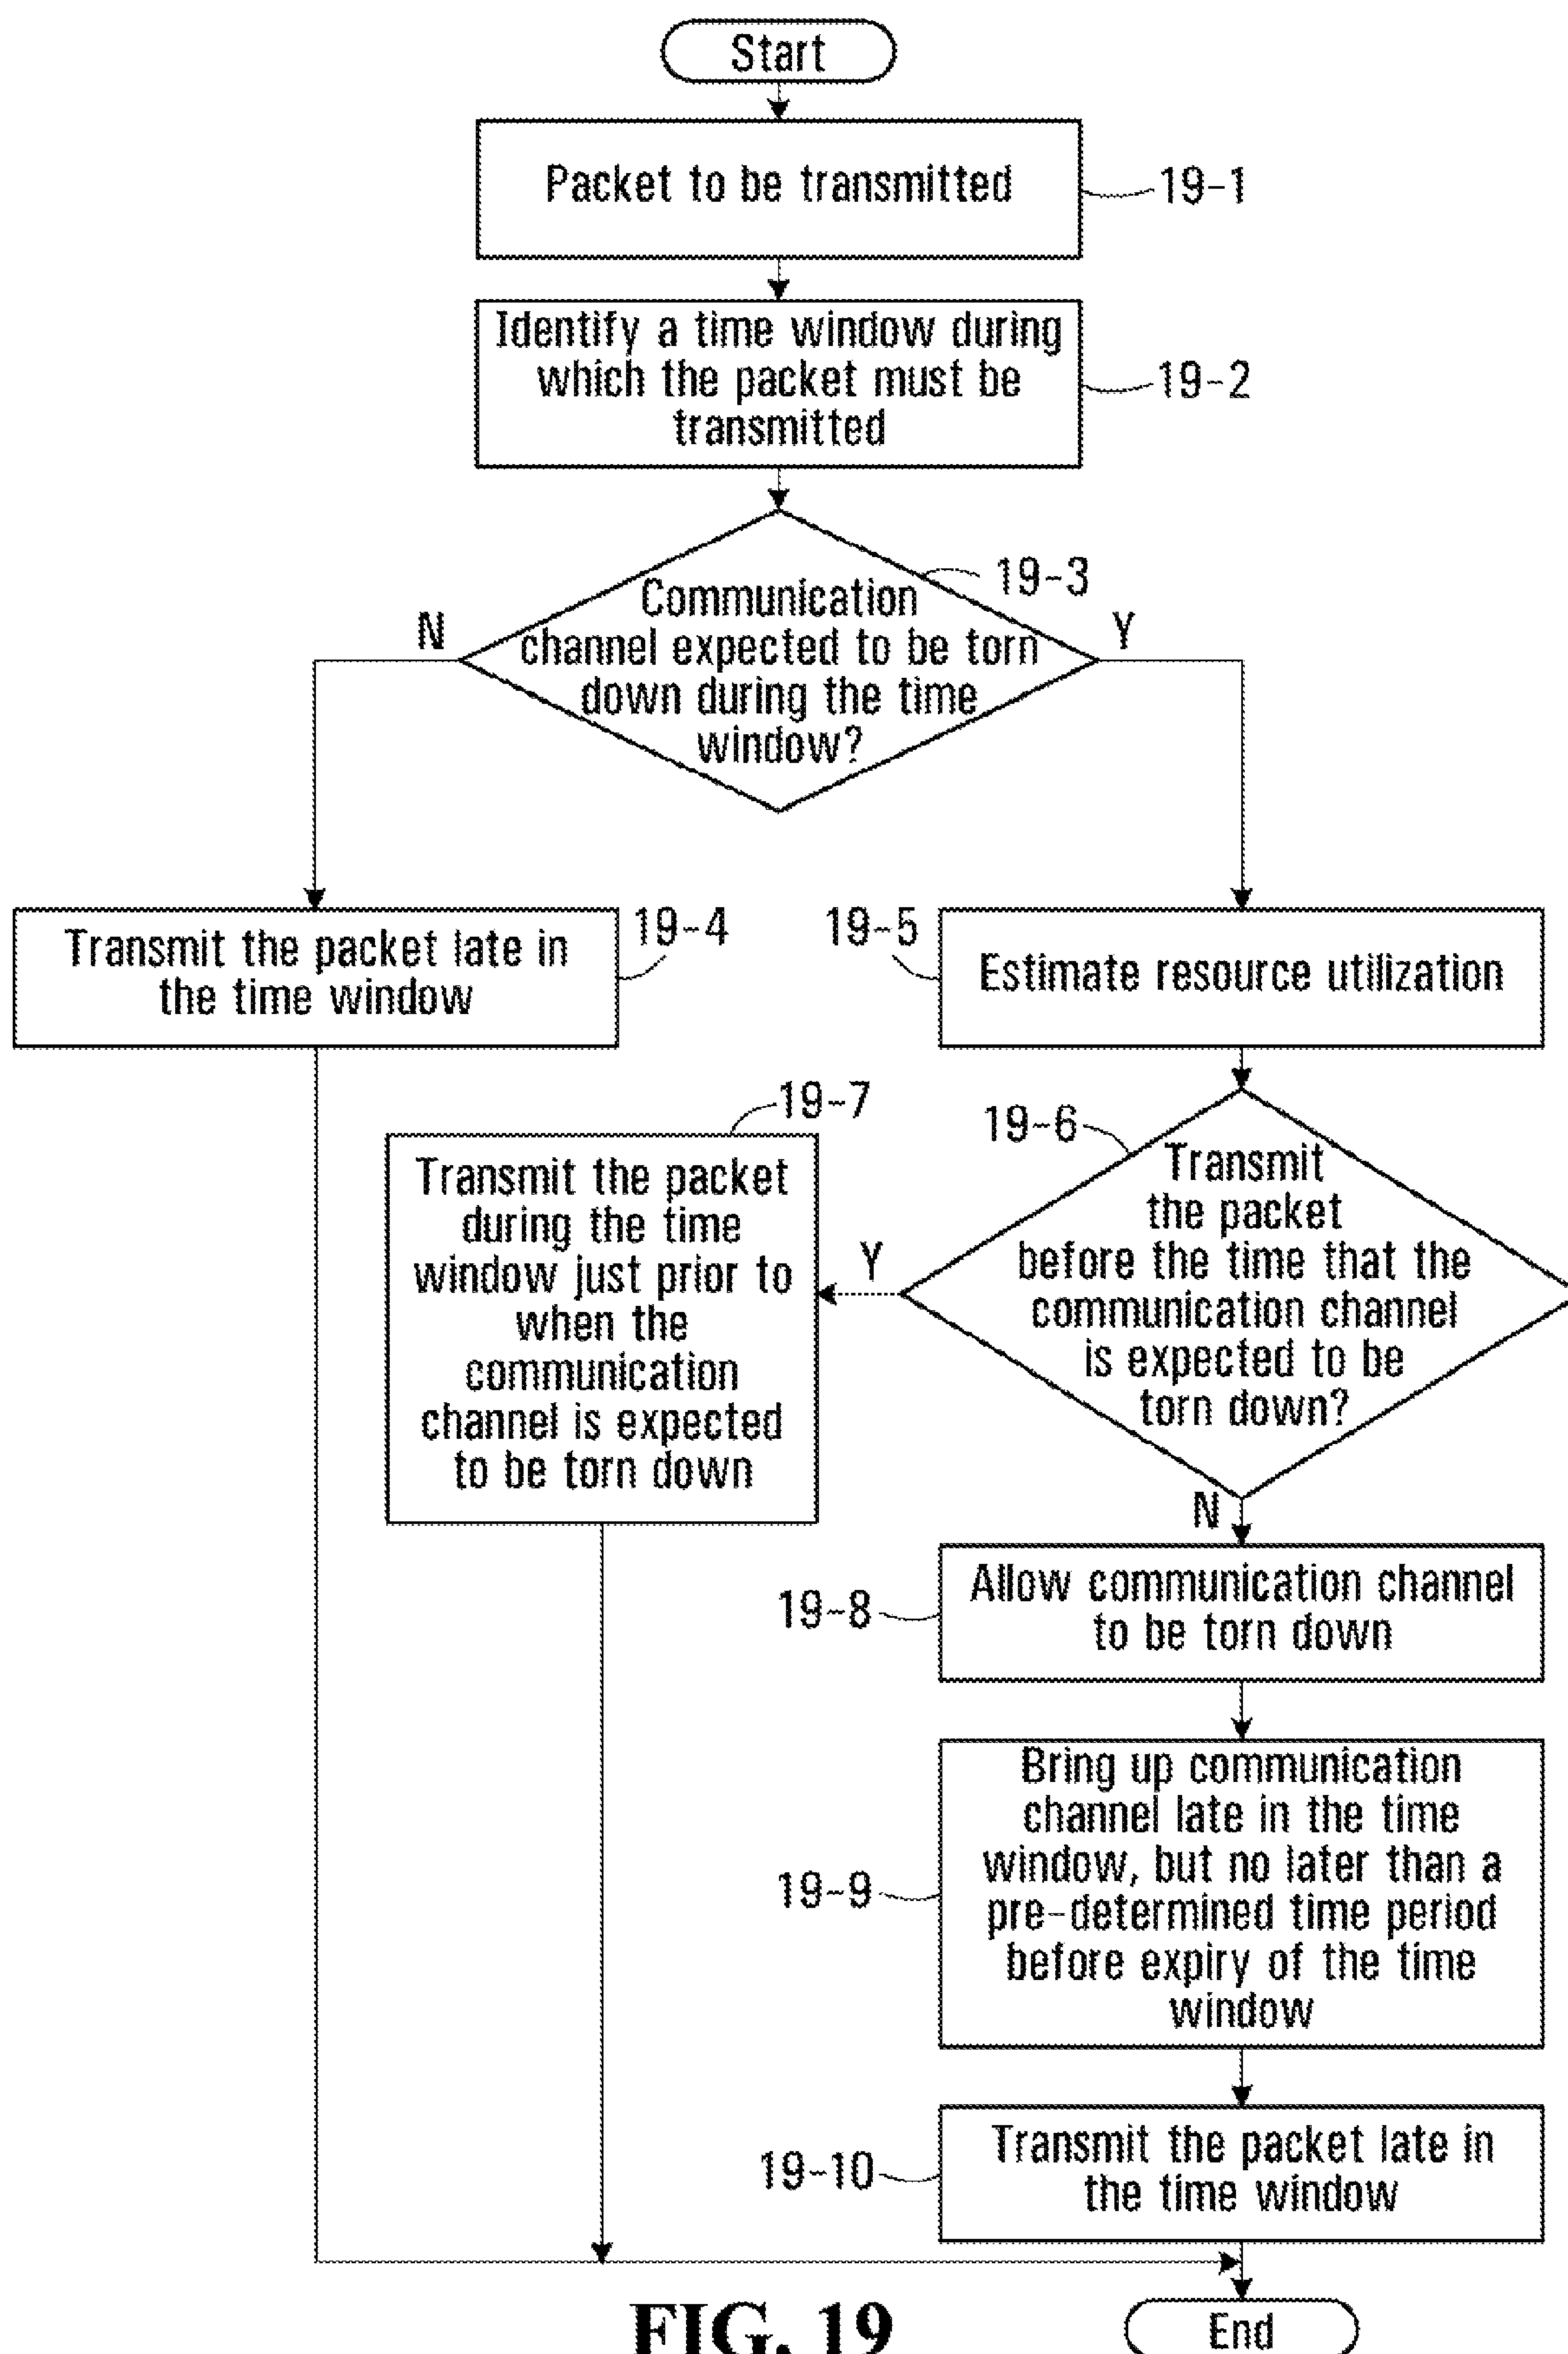 Start
Packet to be transmitted
19-1
Identify a time window during
which the packet must be
transmitted
19-2
19-3
Communication
channel expected to be torn
down during the time
window?
N
Y
Transmit the packet late in
the time window
19-4
19-5
Estimate resource utilization
19-7
Transmit the packet
during the time
window just prior to
when the
communication
channel is expected
to be torn down
19-6
Transmit
the packet
before the time that the
communication channel
is expected to be
torn down?
Y
N
Allow communication channel
to be torn down
19-8
Bring up communication
channel late in the time
window, but no later than a
pre-determined time period
before expiry of the time
window
19-9
Transmit the packet late in
the time window
19-10
FIG. 19
End